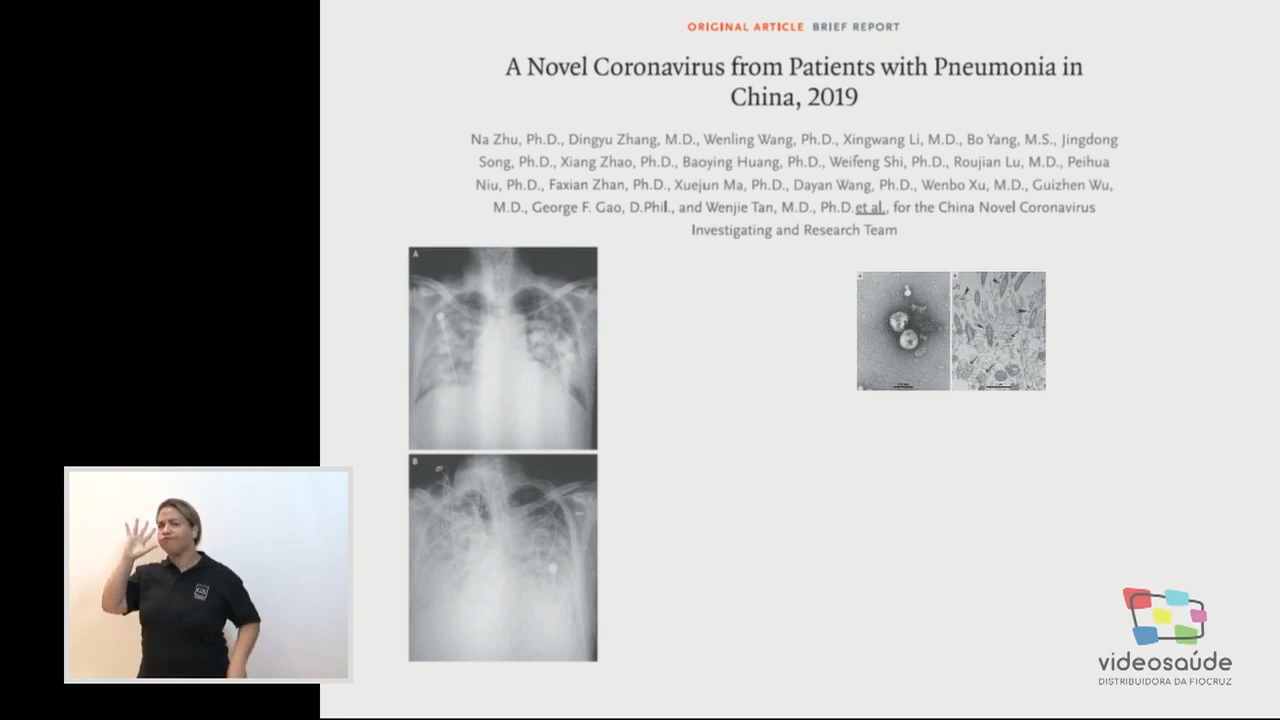 ORIGINAL ARTICLE BRIEF REPORT
A Novel Coronavirus from Patients with Pneumonia in
China, 2019
Na Zhu, Ph.D., Dingyu Zhang, M.D., Wenling Wang, Ph.D., Xingwang Li, M.D., Bo Yang, M.S., Jingdong
Song, Ph.D., Xiang Zhao, Ph.D., Baoying Huang, Ph.D., Weifeng Shi, Ph.D., Roujian Lu, M.D., Peihua
Niu, Ph.D., Faxian Zhan, Ph.D., Xuejun Ma, Ph.D., Dayan Wang, Ph.D., Wenbo Xu, M.D., Guizhen Wu,
M.D., George F. Gao, D.Phil., and Wenjie Tan, M.D., Ph.D.et al., for the China Novel Coronavirus
Investigating and Research Team
A
B
videosaúde
DISTRIBUIDORA DA FIOCRUZ